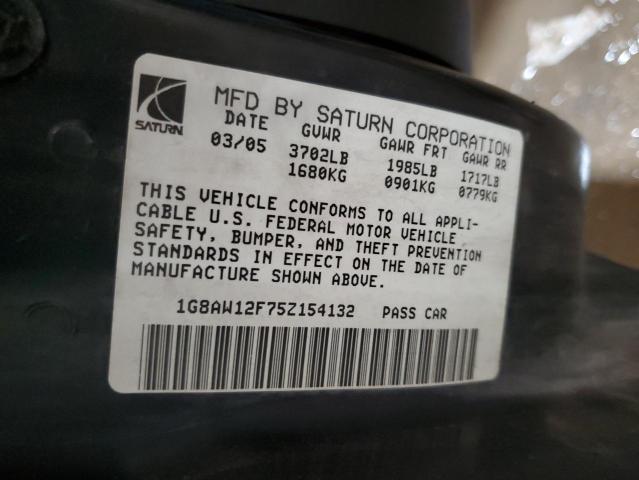 SATURN
MFD BY SATURN CORPORATION
DATE GVWR GAWR FRT GAWR RR
03/05 3702LB 1985LB 1717LB
1680KG 0901KG 0779KG
THIS VEHICLE CONFORMS TO ALL APPLI-
CABLE U.S. FEDERAL MOTOR VEHICLE
SAFETY, BUMPER, AND THEFT PREVENTION
STANDARDS IN EFFECT ON THE DATE OF
MANUFACTURE SHOWN ABOVE.
1G8AW12F75Z154132 PASS CAR